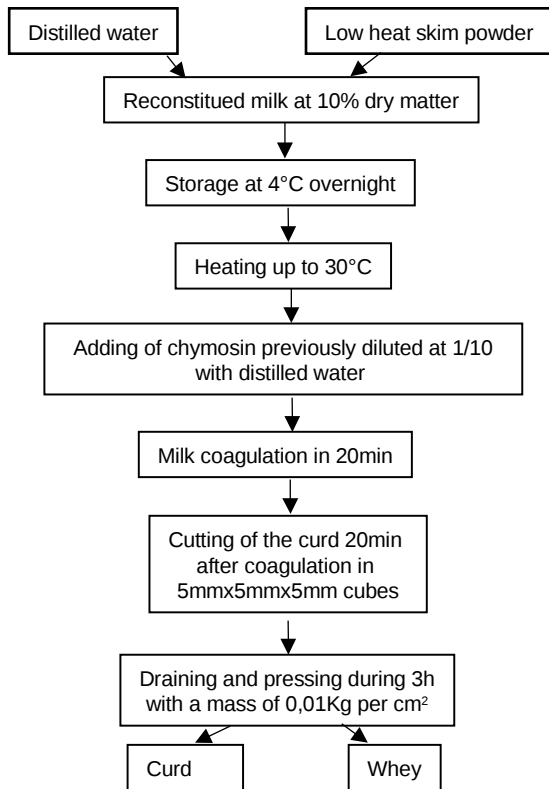 Distilled water
Low heat skim powder
Reconstitued milk at 10% dry matter
Storage at 4°C overnight
Heating up to 30°C
Adding of chymosin previously diluted at 1/10
with distilled water
Milk coagulation in 20min
Cutting of the curd 20min
after coagulation in
5mmx5mmx5mm cubes
Draining and pressing during 3h
with a mass of 0,01Kg per cm²
Curd
Whey